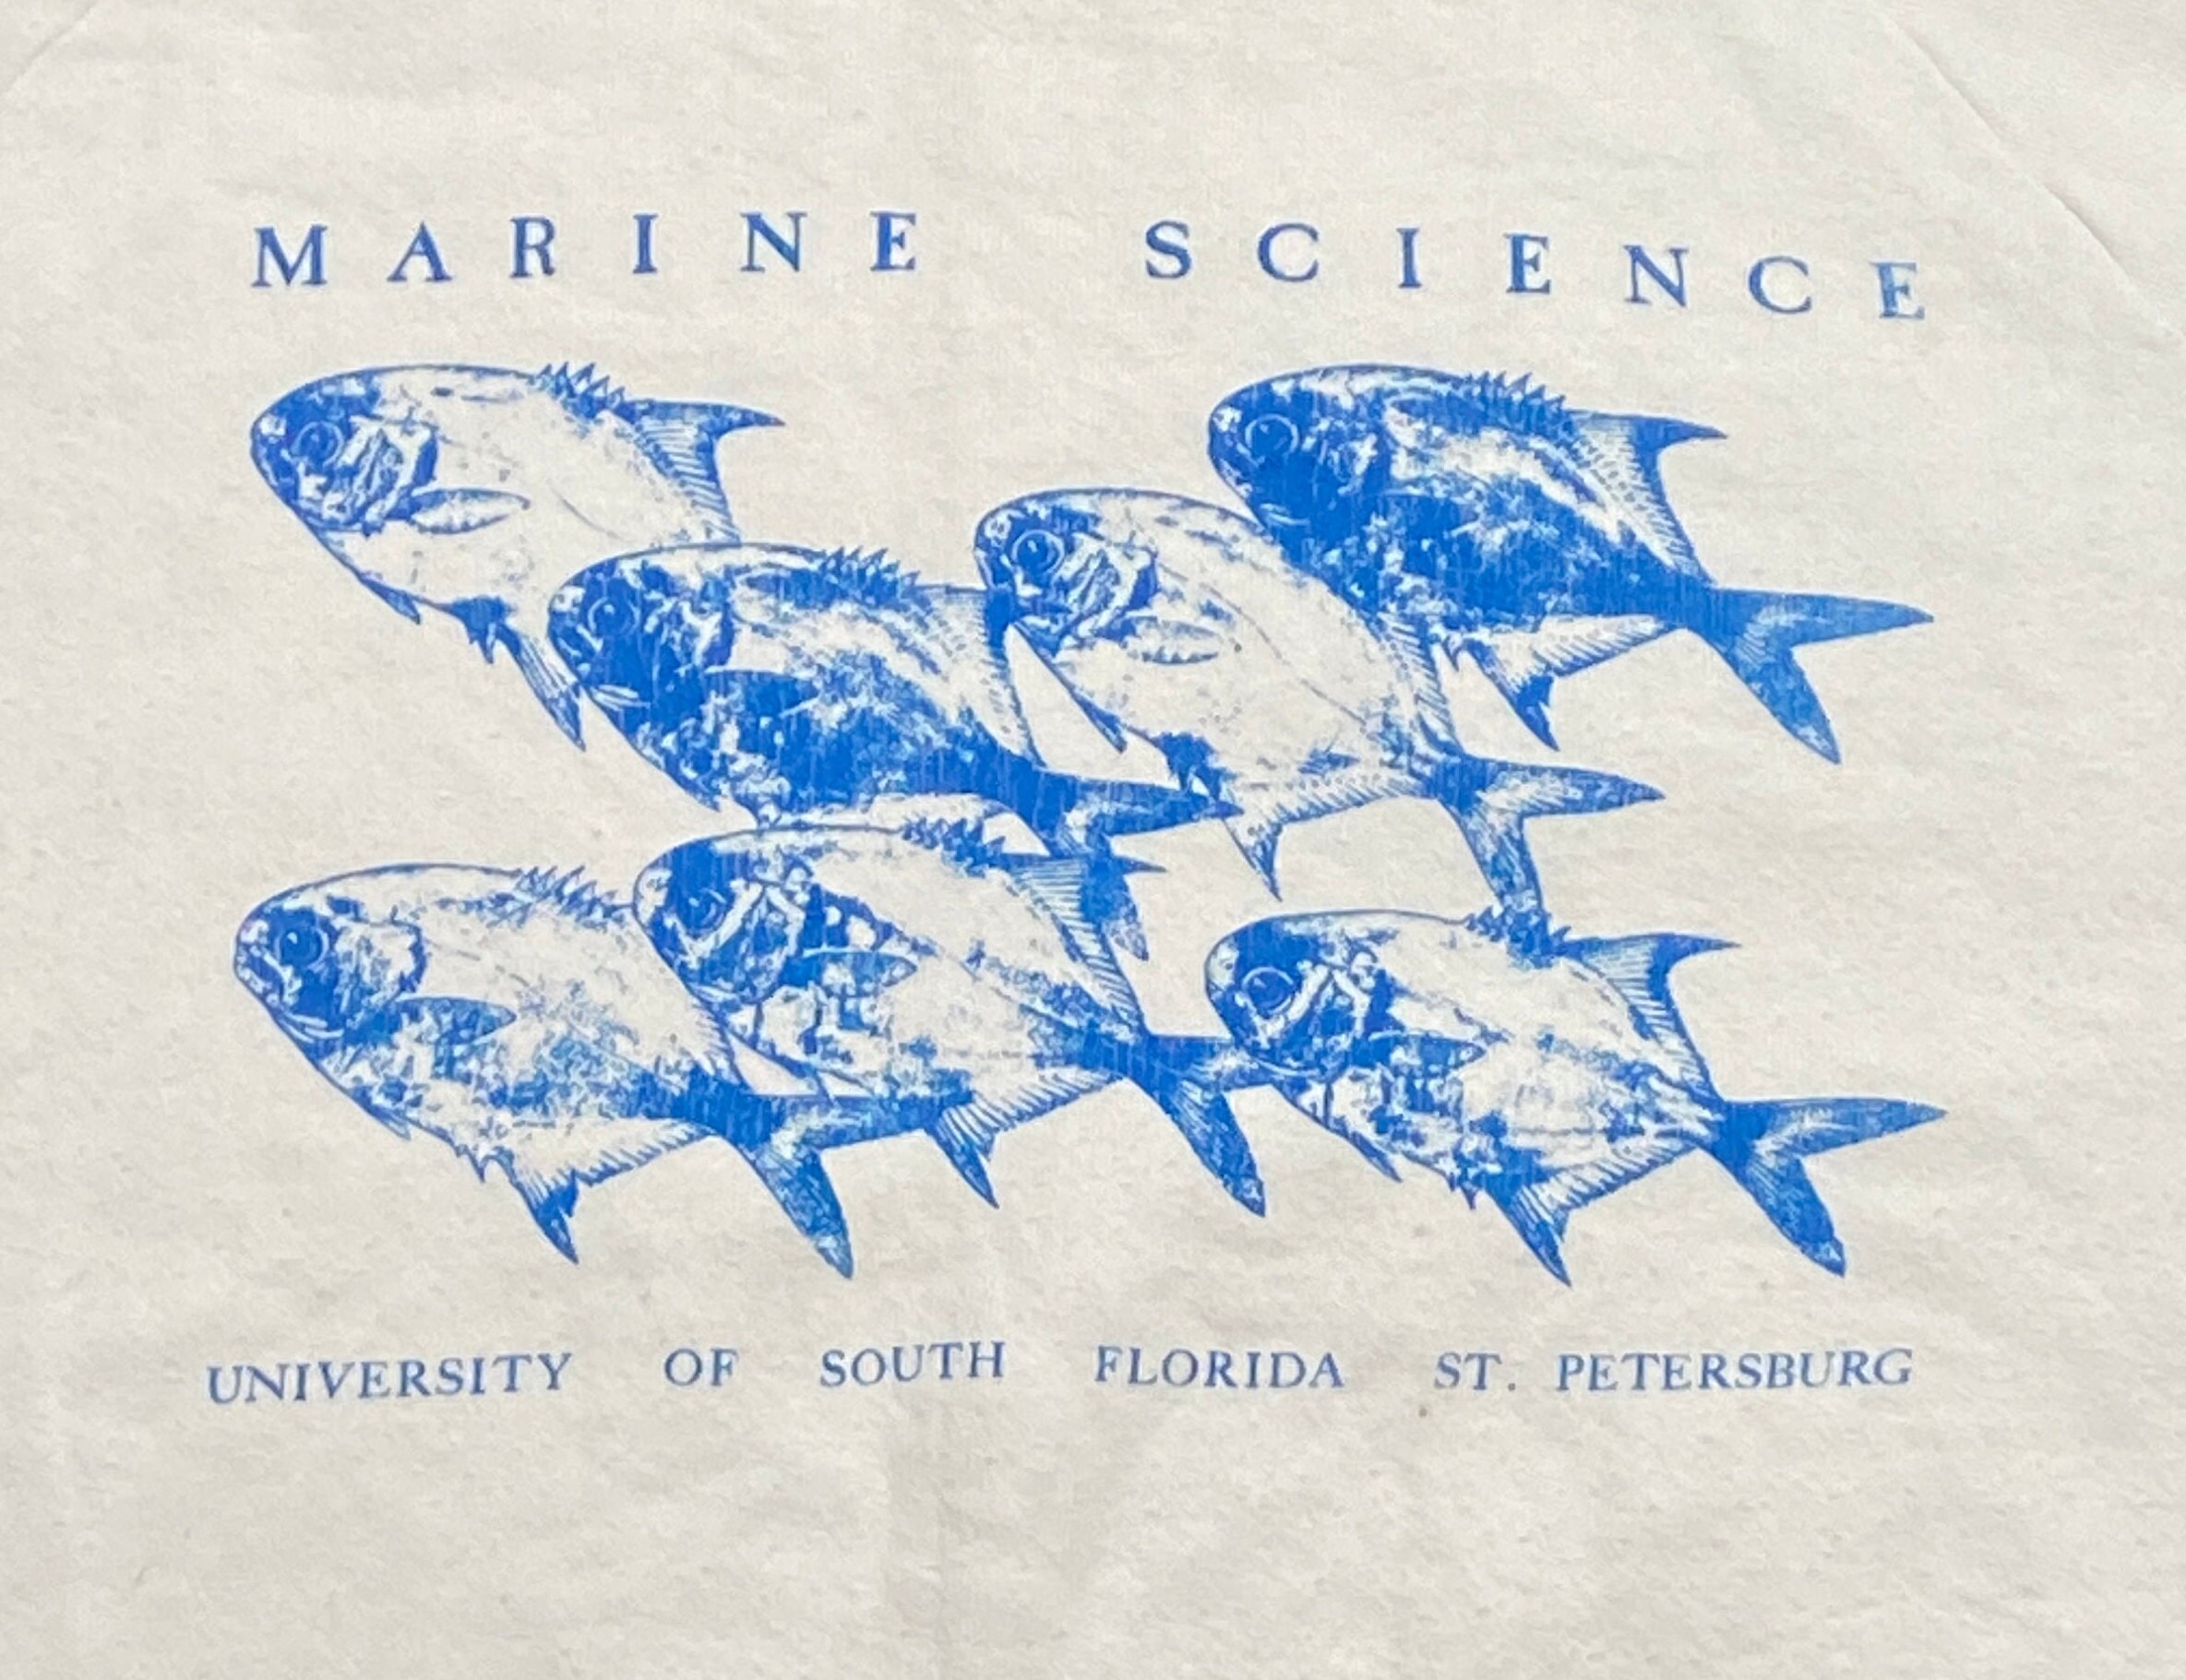 MARINE SCIENCE
UNIVERSITY OF SOUTH FLORIDA ST. PETERSBURG